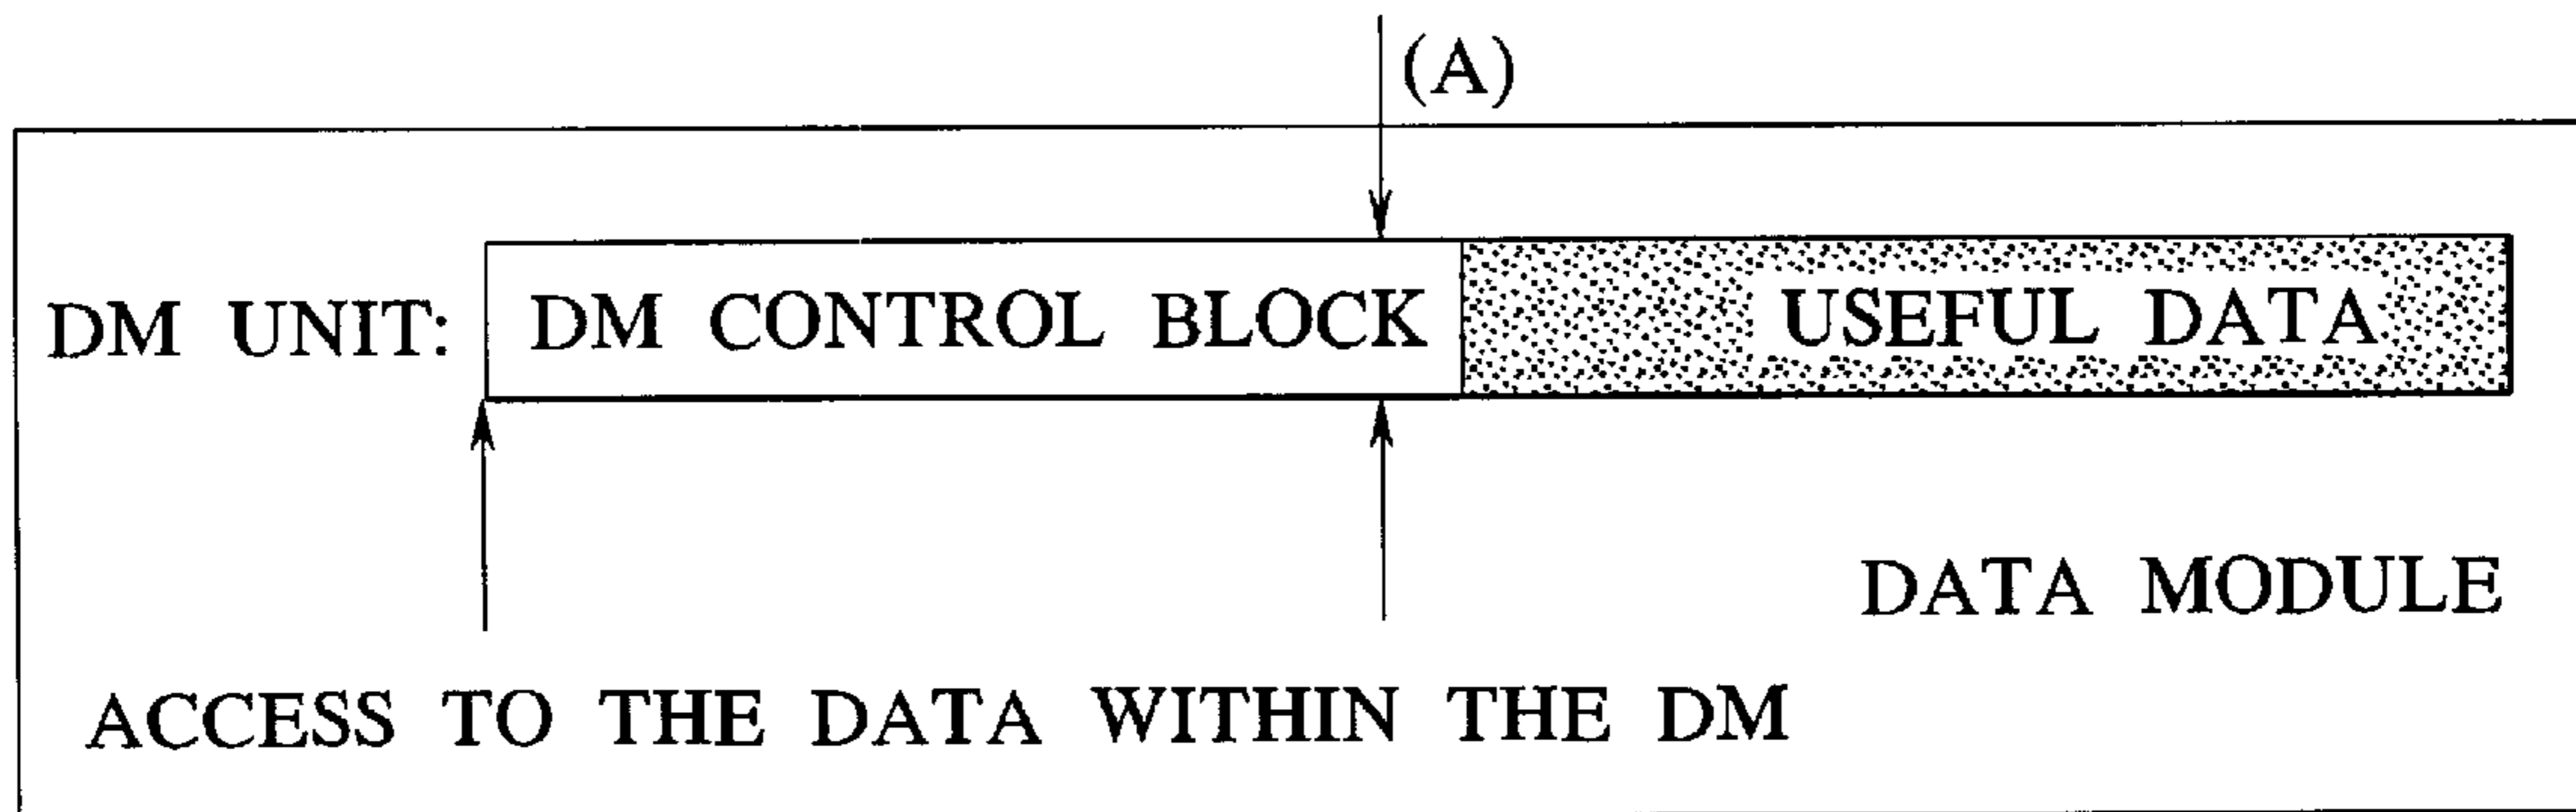 (A)
DM UNIT: DM CONTROL BLOCK USEFUL DATA
DATA MODULE
ACCESS TO THE DATA WITHIN THE DM